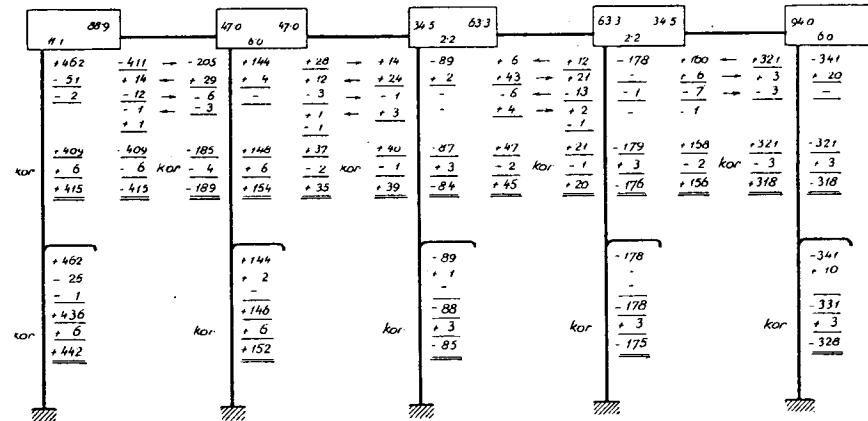 88.9 47.0 47.0 34.5 63.3 63.3 34.5 94.0
11.1 6.0 2.2 2.2 6.0
+462 -411 → -205 +144 +28 ← +14 -89 + 6 ← +12 -178 +160 ← +321 -341
- 51 + 14 ← + 29 + 4 + 12 ← +24 + 2 +43 → +21 - + 6 → + 3 + 20
- 2 - 12 → - 6 - - 3 → - 1 - - 6 ← -13 - 1 - 7 → - 3 -
- 1 ← - 3 + 1 ← + 3 - + 4 → + 2 - - 1
+ 1 - 1 - 1
+409 -409 -185 +148 +37 +40 -87 +47 +21 -179 +158 +321 -321
kor + 6 - 6 kor - 4 + 6 - 2 kor - 1 + 3 - 2 kor - 1 + 3 - 2 kor - 3 + 3
+415 -415 -189 +154 +35 +39 -84 +45 +20 -176 +156 +318 -318
+462 +144 -89 -178 -341
- 25 + 2 + 1 - + 10
- 1 - - -
+436 +146 -88 -178 -331
kor + 6 kor + 6 kor + 3 kor + 3 kor + 3
+442 +152 -85 -175 -328